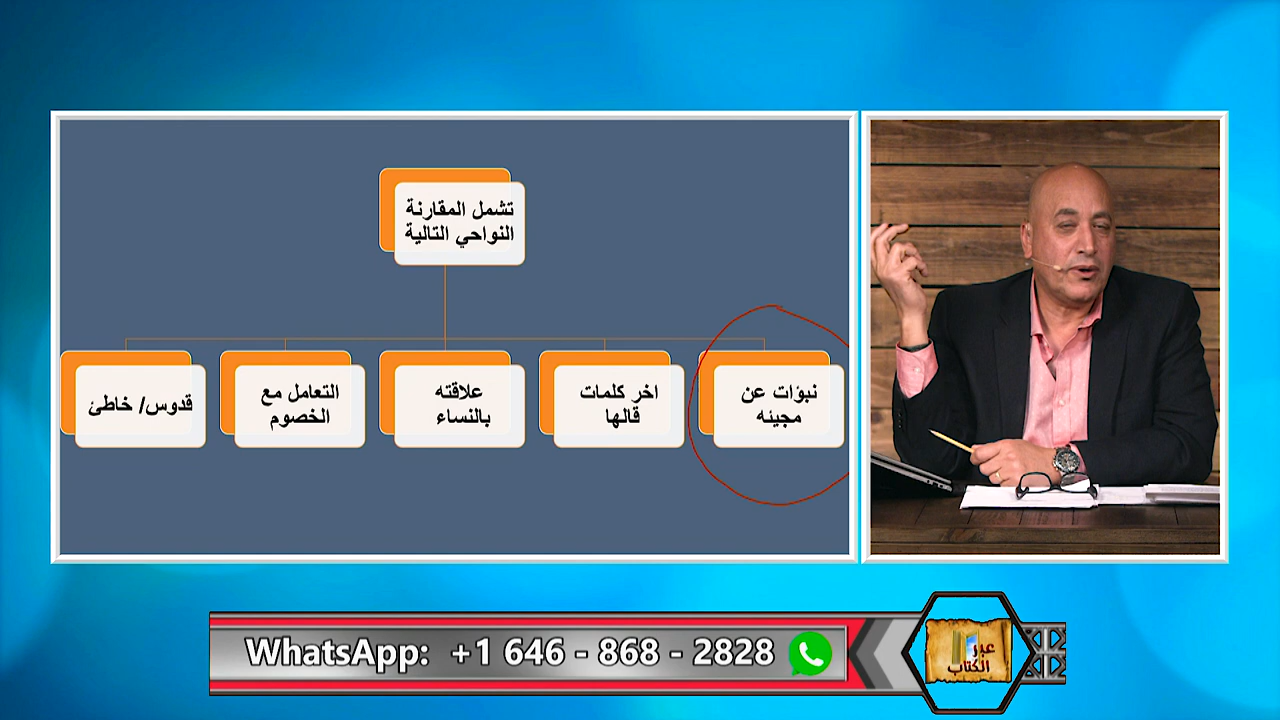 تشمل المقارنة
النواحي التالية
نبؤات عن
مجيئه
اخر كلمات
قالها
علاقته
بالنساء
التعامل مع
الخصوم
قدوس/ خاطئ
WhatsApp: +1 646 - 868 - 2828
عبر
الكتاب